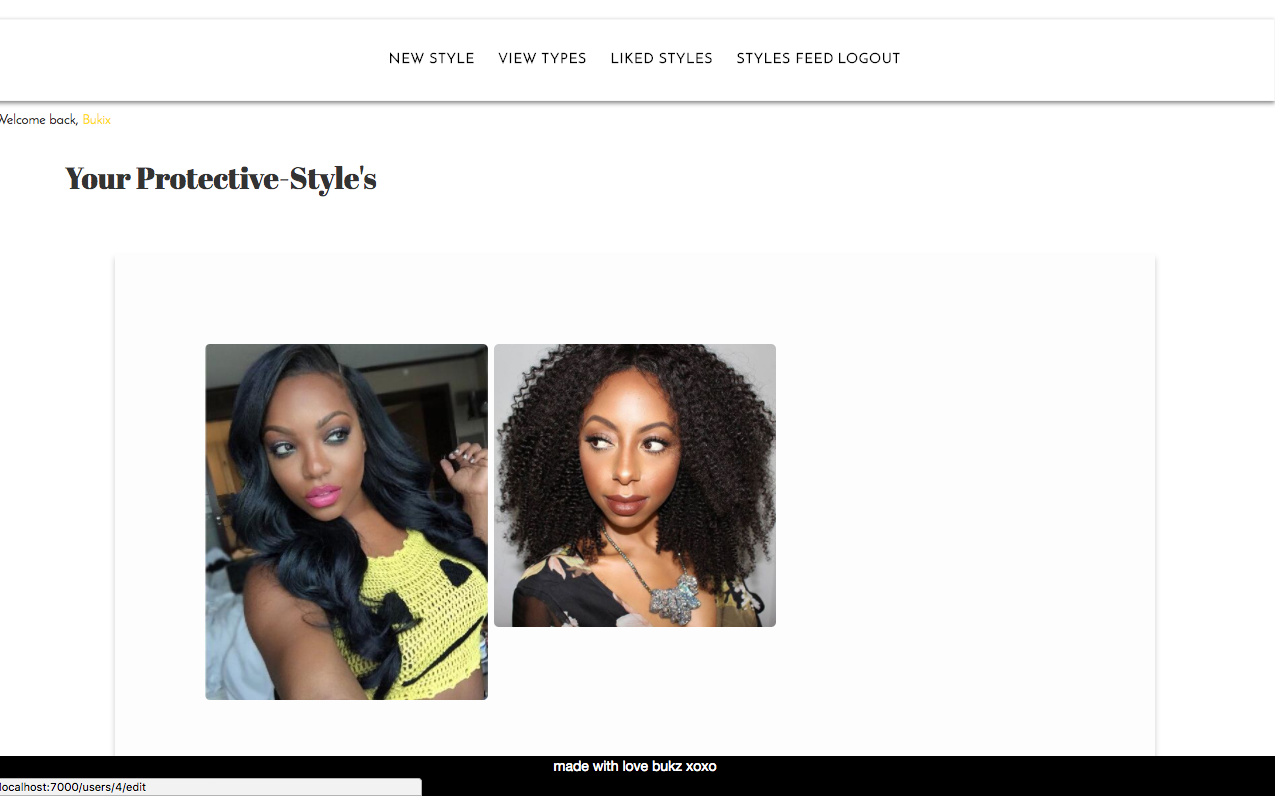 NEW STYLE VIEW TYPES LIKED STYLES STYLES FEED LOGOUT
Welcome back, Bukix
Your Protective-Style's
made with love bukz xoxo
localhost:7000/users/4/edit